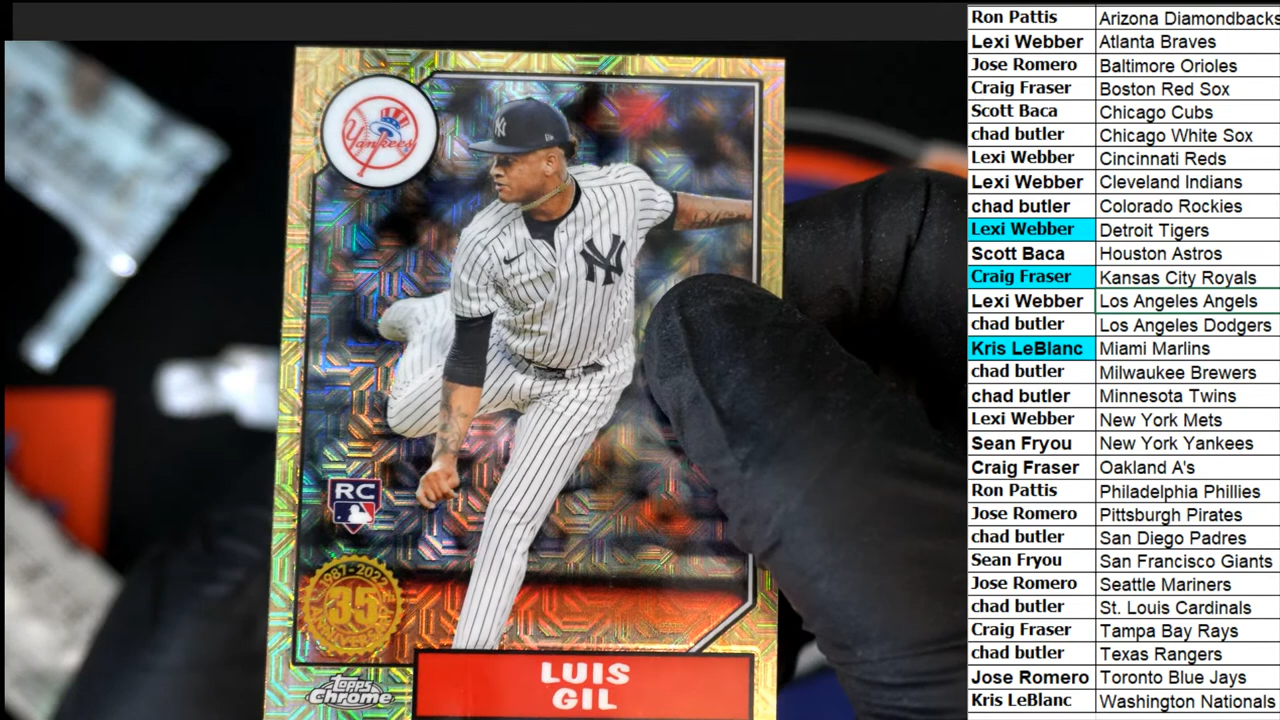 Yankees
NY
NY
RC
1987-2022
35
Topps
Chrome
LUIS
GIL
Ron Pattis Arizona Diamondbacks
Lexi Webber Atlanta Braves
Jose Romero Baltimore Orioles
Craig Fraser Boston Red Sox
Scott Baca Chicago Cubs
chad butler Chicago White Sox
Lexi Webber Cincinnati Reds
Lexi Webber Cleveland Indians
chad butler Colorado Rockies
Lexi Webber Detroit Tigers
Scott Baca Houston Astros
Craig Fraser Kansas City Royals
Lexi Webber Los Angeles Angels
chad butler Los Angeles Dodgers
Kris LeBlanc Miami Marlins
chad butler Milwaukee Brewers
chad butler Minnesota Twins
Lexi Webber New York Mets
Sean Fryou New York Yankees
Craig Fraser Oakland A's
Ron Pattis Philadelphia Phillies
Jose Romero Pittsburgh Pirates
chad butler San Diego Padres
Sean Fryou San Francisco Giants
Jose Romero Seattle Mariners
chad butler St. Louis Cardinals
Craig Fraser Tampa Bay Rays
chad butler Texas Rangers
Jose Romero Toronto Blue Jays
Kris LeBlanc Washington Nationals